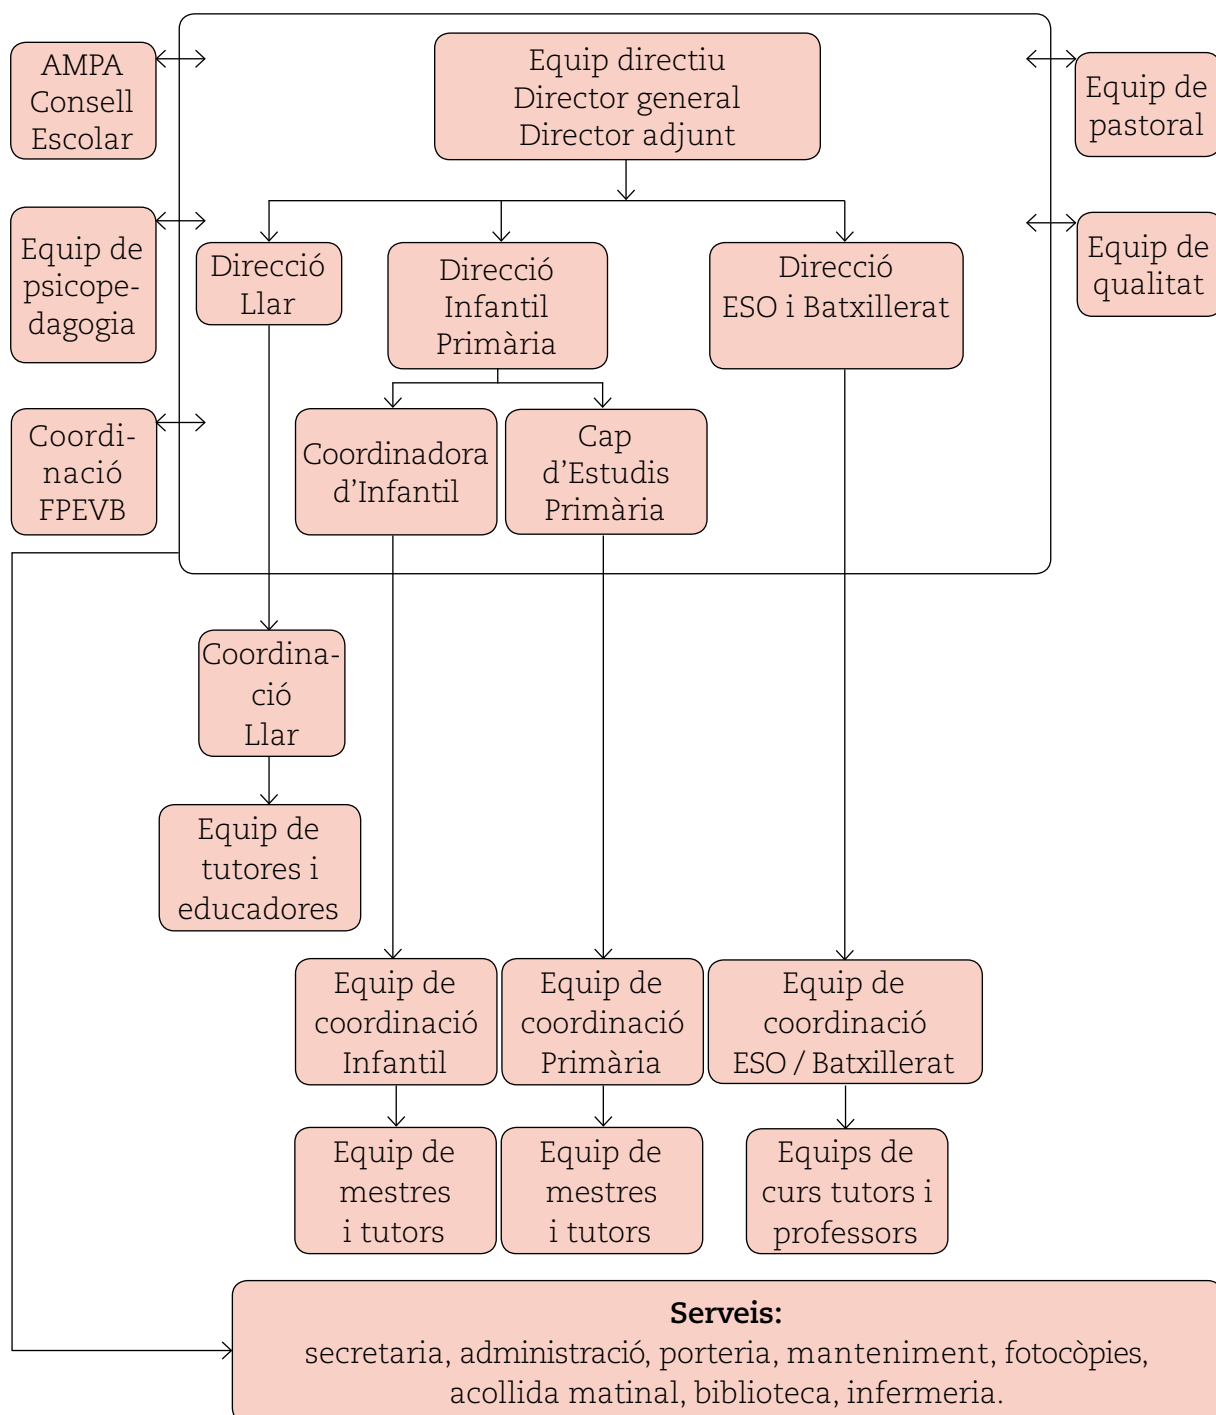 AMPA
Consell
Escolar
Equip directiu
Director general
Director adjunt
Equip de
pastoral
Equip de
psicope-
dagogia
Direcció
Llar
Direcció
Infantil
Primària
Direcció
ESO i Batxillerat
Equip de
qualitat
Coordi-
nació
FPEVB
Coordinadora
d'Infantil
Cap
d'Estudis
Primària
Coordina-
ció
Llar
Equip de
tutores i
educadores
Equip de
coordinació
Infantil
Equip de
coordinació
Primària
Equip de
coordinació
ESO / Batxillerat
Equip de
mestres
i tutors
Equip de
mestres
i tutors
Equips de
curs tutors i
professors
Serveis:
secretaria, administració, porteria, manteniment, fotocòpies,
acollida matinal, biblioteca, infermeria.